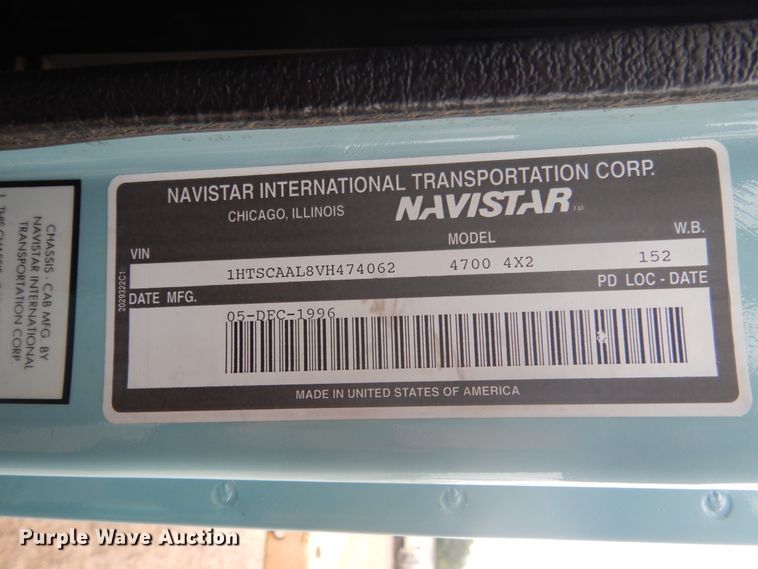 NAVISTAR INTERNATIONAL TRANSPORTATION CORP.
CHICAGO, ILLINOIS NAVISTAR TM
VIN MODEL W.B.
1HTSCAAL8VH474062 4700 4X2 152
DATE MFG. PD LOC - DATE
05-DEC-1996
MADE IN UNITED STATES OF AMERICA
2029322C1
CHASSIS - CAB MFG. BY
NAVISTAR INTERNATIONAL
TRANSPORTATION CORP.
Purple Wave Auction